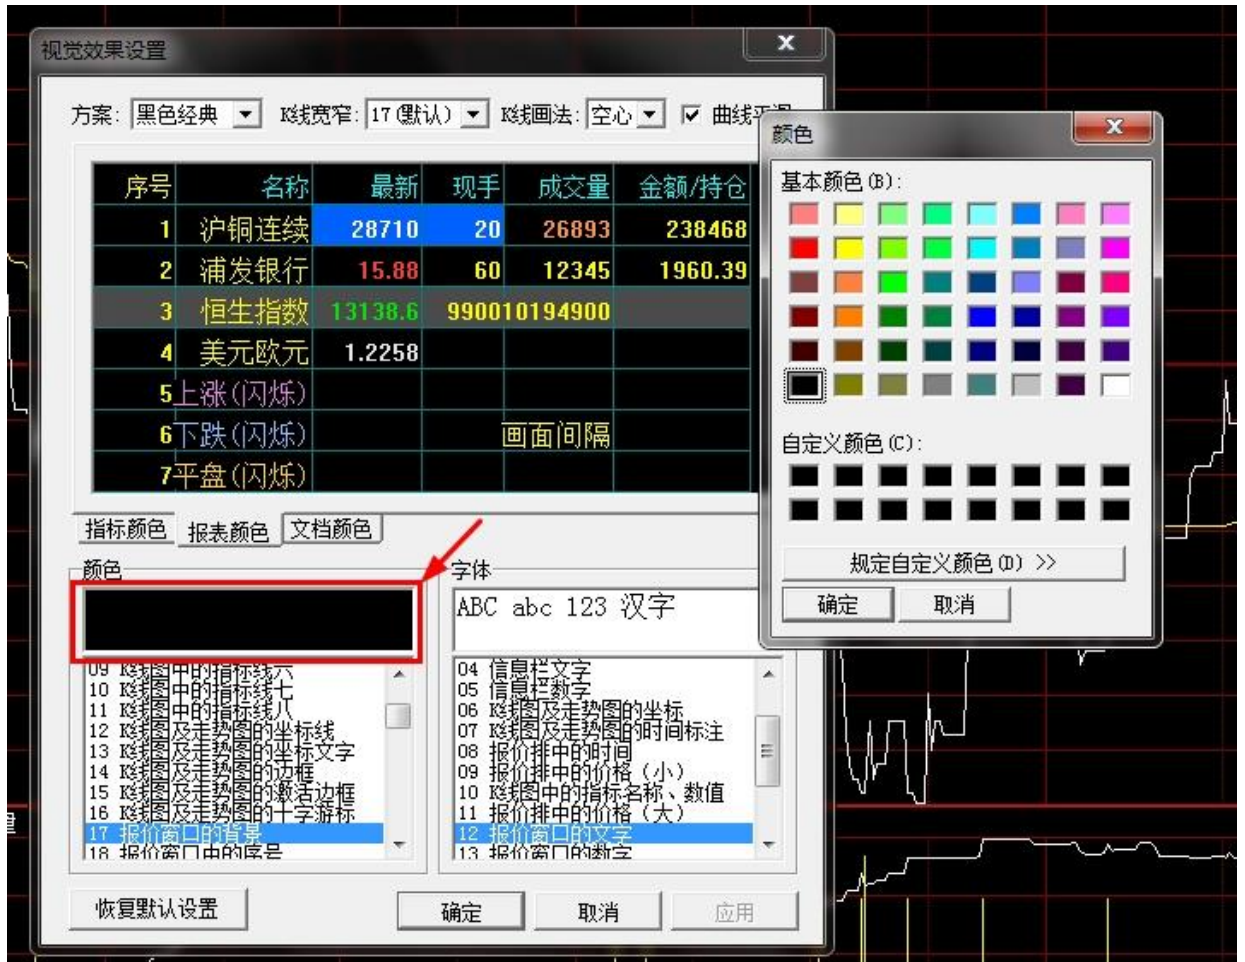 视觉效果设置
方案: 黑色经典 K线宽窄: 17(默认) K线画法: 空心 曲线平滑
序号 名称 最新 现手 成交量 金额/持仓
1 沪铜连续 28710 20 26893 238468
2 浦发银行 15.88 60 12345 1960.39
3 恒生指数 13138.6 990010194900
4 美元欧元 1.2258
5 上涨(闪烁)
6 下跌(闪烁) 画面间隔
7 平盘(闪烁)
指标颜色 报表颜色 文档颜色
颜色
09 K线图中的指标线六
10 K线图中的指标线七
11 K线图中的指标线八
12 K线图及走势图的坐标线
13 K线图及走势图的坐标文字
14 K线图及走势图的边框
15 K线图及走势图的激活边框
16 K线图及走势图的十字游标
17 报价窗口的背景
18 报价窗口中的序号
字体
ABC abc 123 汉字
04 信息栏文字
05 信息栏数字
06 K线图及走势图的坐标
07 K线图及走势图的时间标注
08 报价排中的时间
09 报价排中的价格（小）
10 K线图中的指标名称、数值
11 报价排中的价格（大）
12 报价窗口的文字
13 报价窗口的数字
恢复默认设置 确定 取消 应用
颜色
基本颜色(B):
自定义颜色(C):
规定自定义颜色(D) >>
确定 取消